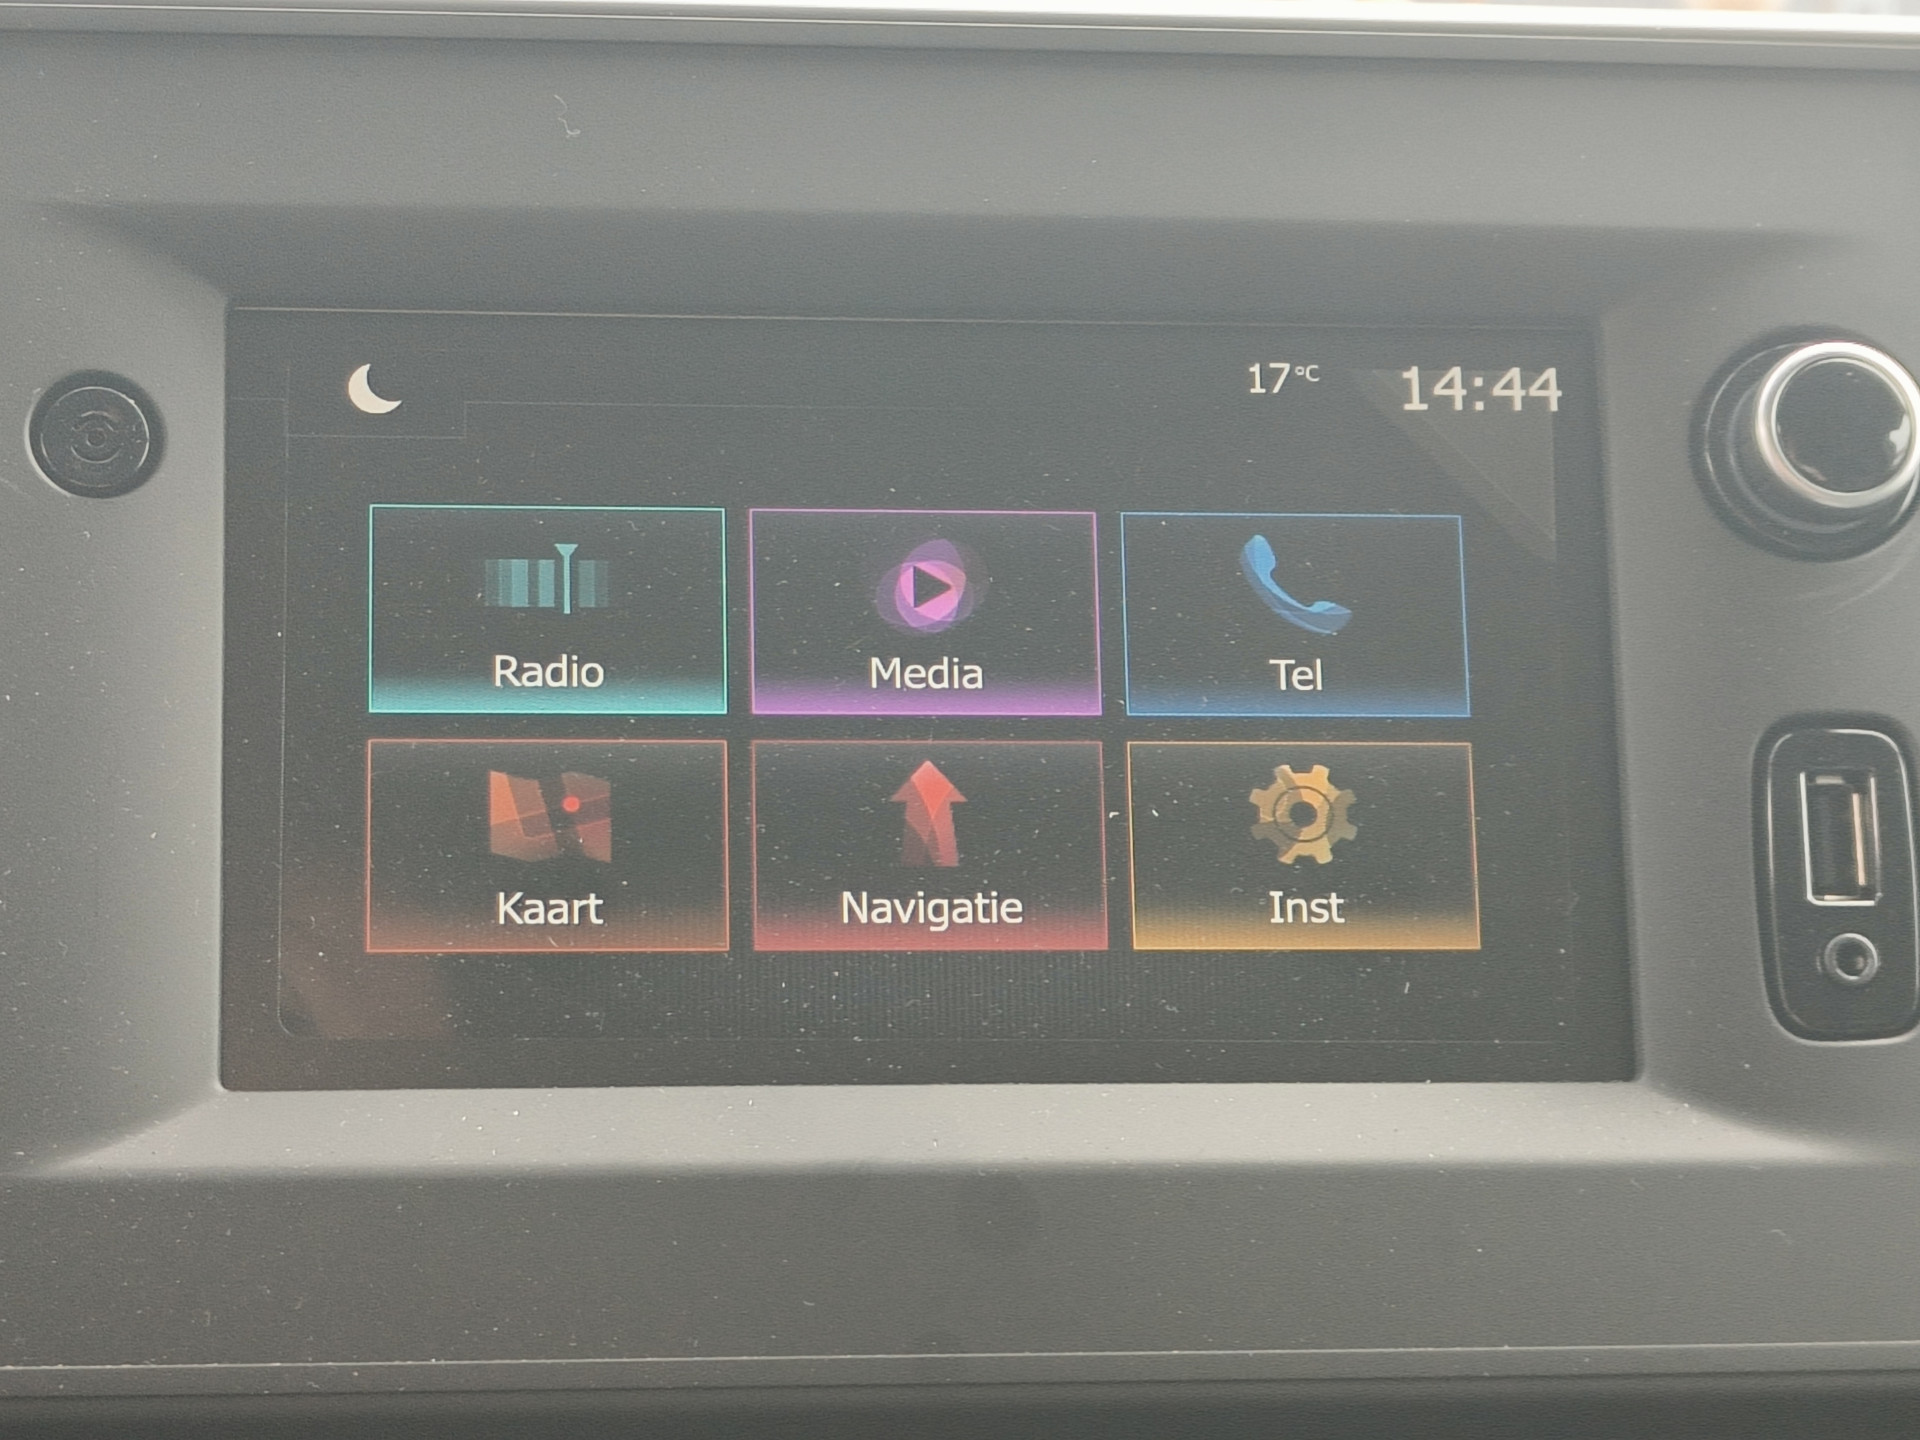 17°C 14:44
Radio Media Tel
Kaart Navigatie Inst